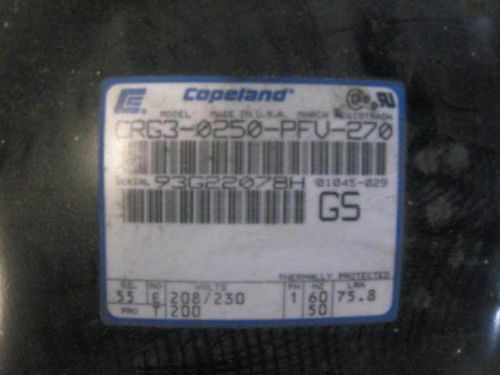 Copeland
MODEL MADE IN U.S.A. MARCA REGISTRADA
CRG3-0250-PFV-270
SERIAL 93G22078H 01045-029
GS
THERMALLY PROTECTED
OIL MO VOLTS PH HZ LRA
55 E 208/230 1 60 75.8
PRO T 200 50